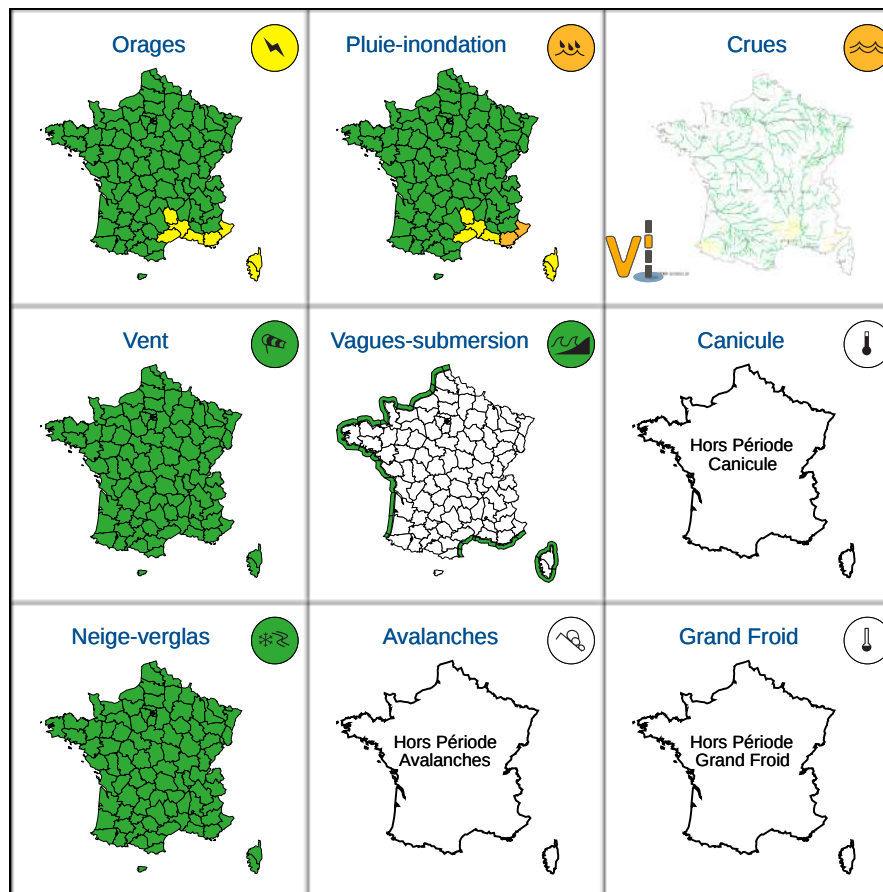 Orages
Pluie-inondation
Crues
Vi
Vent
Vagues-submersion
Canicule
Hors Période
Canicule
Neige-verglas
Avalanches
Grand Froid
Hors Période
Avalanches
Hors Période
Grand Froid